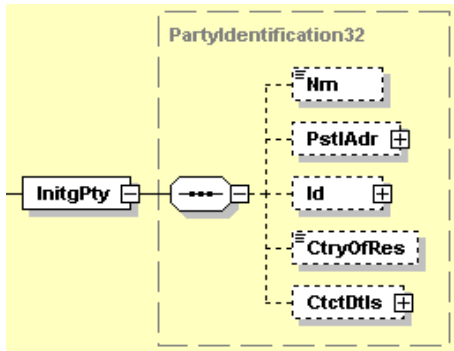 PartyIdentification32
Nm
PstlAdr
InitgPty
Id
CtryOfRes
CtctDtls